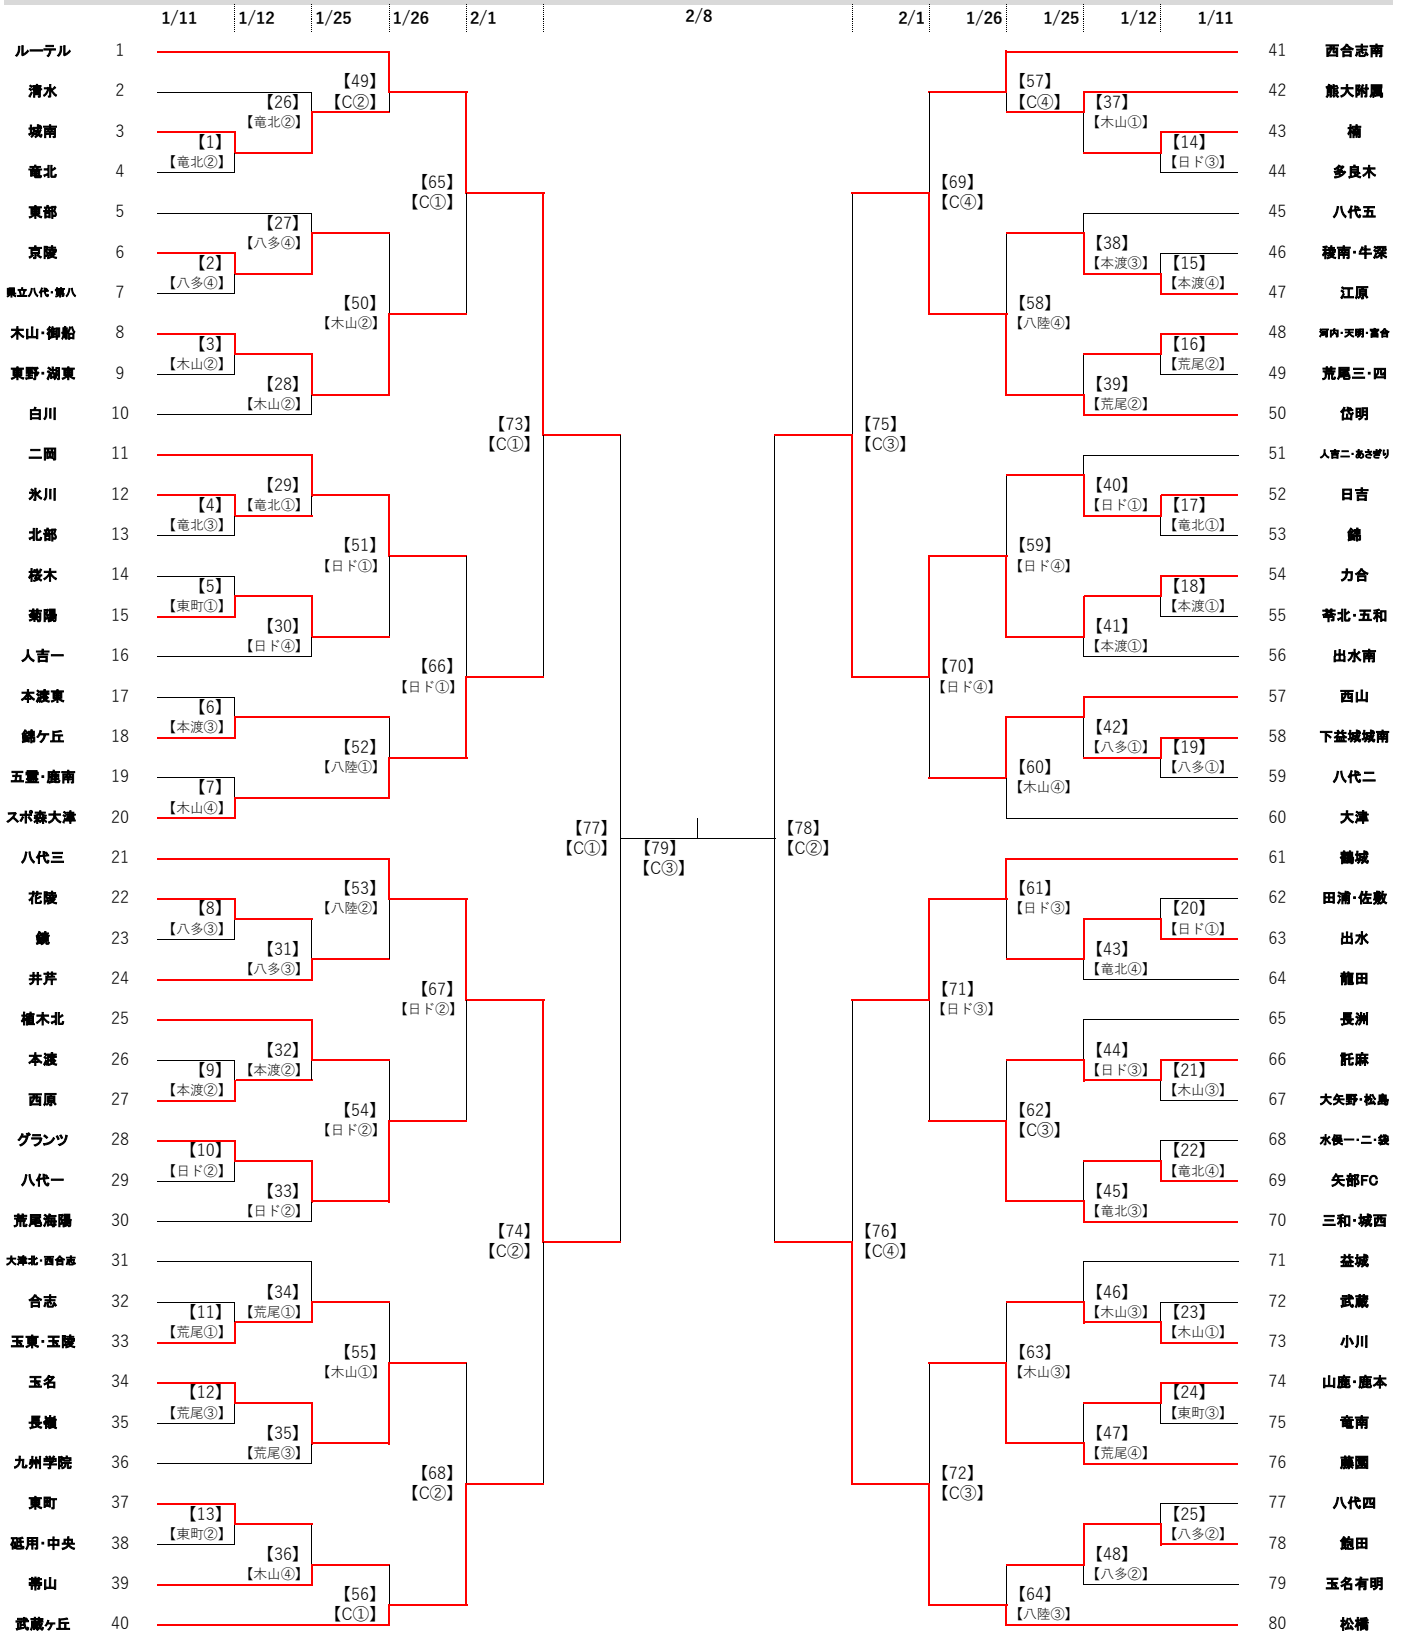 1/11 1/12 1/25 1/26 2/1 2/8 2/1 1/26 1/25 1/12 1/11
ルーテル 1
清水 2
城南 3
竜北 4
東部 5
京陵 6
県立八代・第八 7
木山・御船 8
東野・湖東 9
白川 10
二岡 11
氷川 12
北部 13
桜木 14
菊陽 15
人吉一 16
本渡東 17
錦ケ丘 18
五霊・鹿南 19
スポ森大津 20
八代三 21
花陵 22
鏡 23
井芹 24
植木北 25
本渡 26
西原 27
グランツ 28
八代一 29
荒尾海陽 30
大津北・西合志 31
合志 32
玉東・玉陵 33
玉名 34
長嶺 35
九州学院 36
東町 37
砥用・中央 38
帯山 39
武蔵ヶ丘 40
【1】
【竜北②】
【2】
【八多④】
【3】
【木山②】
【4】
【竜北③】
【5】
【東町①】
【6】
【本渡③】
【7】
【木山④】
【8】
【八多③】
【9】
【本渡②】
【10】
【日ド②】
【11】
【荒尾①】
【12】
【荒尾③】
【13】
【東町②】
【26】
【竜北②】
【27】
【八多④】
【28】
【木山②】
【29】
【竜北①】
【30】
【日ド④】
【31】
【八多③】
【32】
【本渡②】
【33】
【日ド②】
【34】
【荒尾①】
【35】
【荒尾③】
【36】
【木山④】
【49】
【C②】
【50】
【木山②】
【51】
【日ド①】
【52】
【八陸①】
【53】
【八陸②】
【54】
【日ド②】
【55】
【木山①】
【56】
【C①】
【65】
【C①】
【66】
【日ド①】
【67】
【日ド②】
【68】
【C②】
【73】
【C①】
【74】
【C②】
【77】
【C①】
【79】
【C③】
【78】
【C②】
【75】
【C③】
【76】
【C④】
【69】
【C④】
【70】
【日ド④】
【71】
【日ド③】
【72】
【C③】
【57】
【C④】
【58】
【八陸④】
【59】
【日ド④】
【60】
【木山④】
【61】
【日ド③】
【62】
【C③】
【63】
【木山③】
【64】
【八陸③】
【37】
【木山①】
【38】
【本渡③】
【39】
【荒尾②】
【40】
【日ド①】
【41】
【本渡①】
【42】
【八多①】
【43】
【竜北④】
【44】
【日ド③】
【45】
【竜北③】
【46】
【木山③】
【47】
【荒尾④】
【48】
【八多②】
【14】
【日ド③】
【15】
【本渡④】
【16】
【荒尾②】
【17】
【竜北①】
【18】
【本渡①】
【19】
【八多①】
【20】
【日ド①】
【21】
【木山③】
【22】
【竜北④】
【23】
【木山①】
【24】
【東町③】
【25】
【八多②】
41 西合志南
42 熊大附属
43 楠
44 多良木
45 八代五
46 稜南・牛深
47 江原
48 河内・天明・富合
49 荒尾三・四
50 岱明
51 人吉二・あさぎり
52 日吉
53 錦
54 力合
55 苓北・五和
56 出水南
57 西山
58 下益城城南
59 八代二
60 大津
61 鶴城
62 田浦・佐敷
63 出水
64 龍田
65 長洲
66 託麻
67 大矢野・松島
68 水俣一・二・袋
69 矢部FC
70 三和・城西
71 益城
72 武蔵
73 小川
74 山鹿・鹿本
75 竜南
76 藤園
77 八代四
78 飽田
79 玉名有明
80 松橋